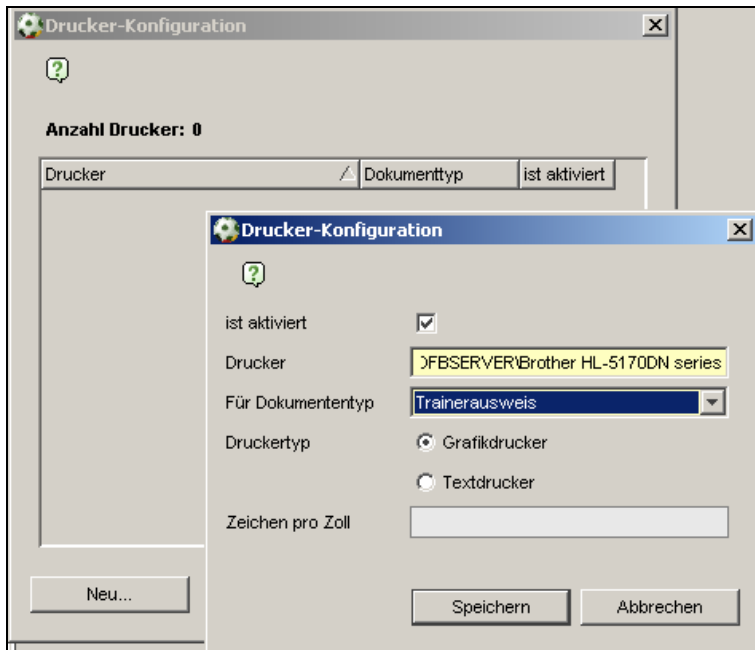 Drucker-Konfiguration
?
Anzahl Drucker: 0
Drucker Dokumenttyp ist aktiviert
Drucker-Konfiguration
?
ist aktiviert
Drucker OFBSERVER\Brother HL-5170DN series
Für Dokumententyp Trainerausweis
Druckertyp Grafikdrucker
Textdrucker
Zeichen pro Zoll
Neu...
Speichern Abbrechen